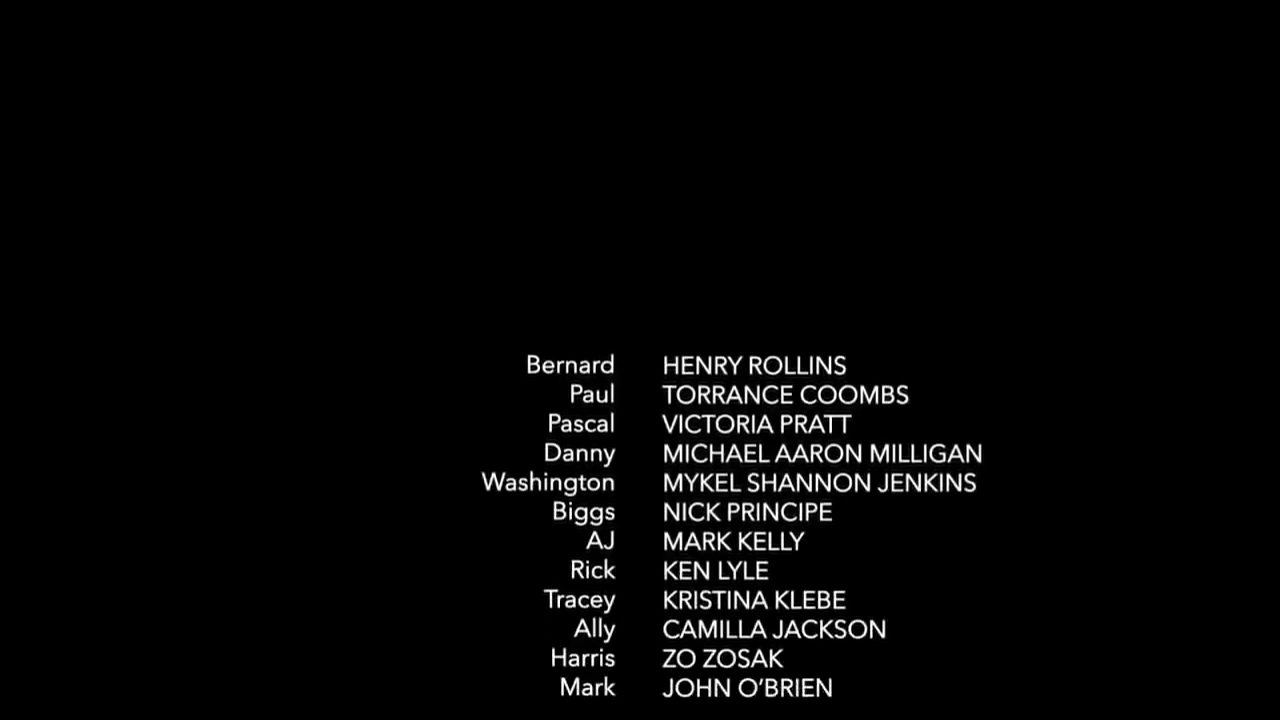 Bernard HENRY ROLLINS
Paul TORRANCE COOMBS
Pascal VICTORIA PRATT
Danny MICHAEL AARON MILLIGAN
Washington MYKEL SHANNON JENKINS
Biggs NICK PRINCIPE
AJ MARK KELLY
Rick KEN LYLE
Tracey KRISTINA KLEBE
Ally CAMILLA JACKSON
Harris ZO ZOSAK
Mark JOHN O’BRIEN